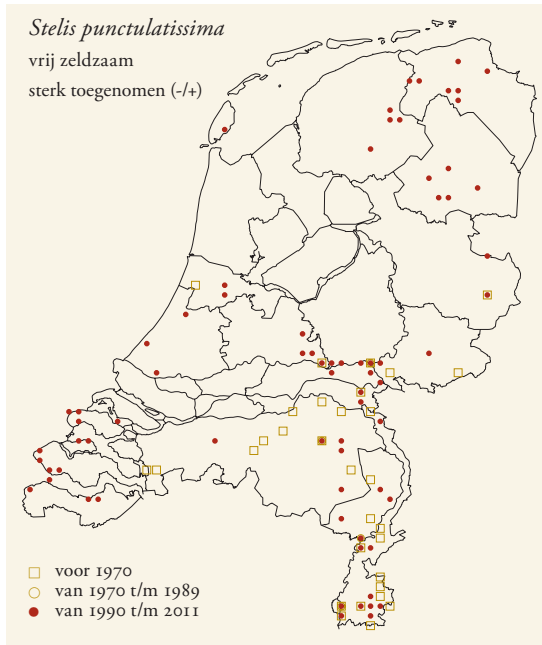 Stelis punctulatissima
vrij zeldzaam
sterk toegenomen (-/+)
voor 1970
van 1970 t/m 1989
van 1990 t/m 2011